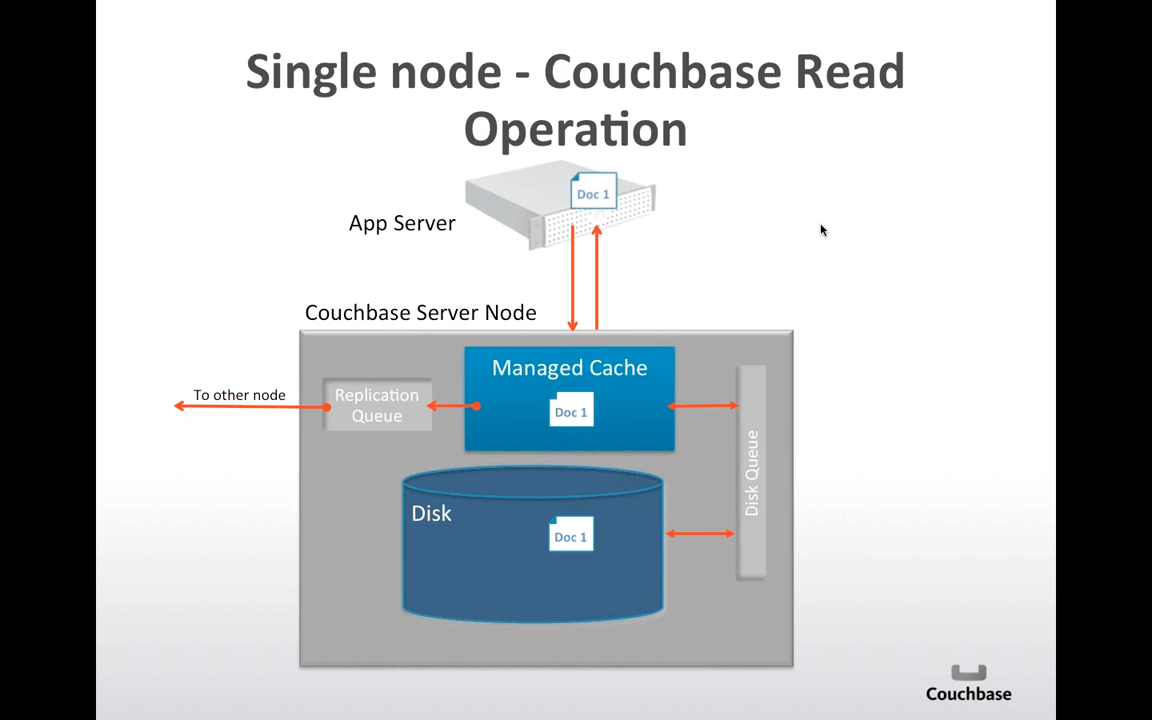 Single node - Couchbase Read
Operation
Doc 1
App Server
Couchbase Server Node
Managed Cache
Doc 1
To other node
Replication
Queue
Disk Queue
Disk
Doc 1
Couchbase